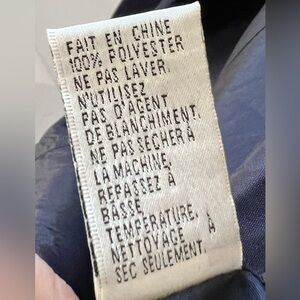 FAIT EN CHINE
100% POLYESTER
NE PAS LAVER.
N'UTILISEZ
PAS D'AGENT
DE BLANCHIMENT.
NE PAS SECHER À
LA MACHINE,
REPASSEZ À
BASSE
TEMPÉRATURE,
NETTOYAGE À
SEC SEULEMENT.